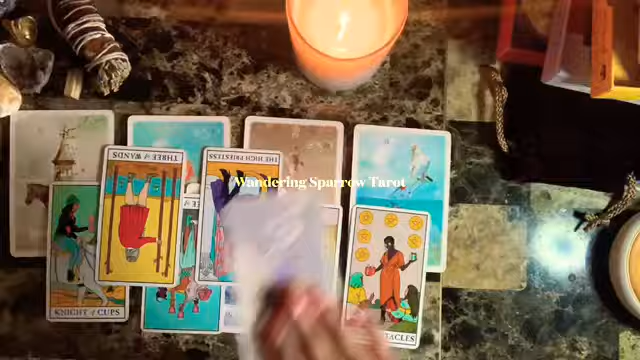 THREE of WANDS
THE HIGH PRIESTESS
Wandering Sparrow Tarot
KNIGHT of CUPS
TACLES